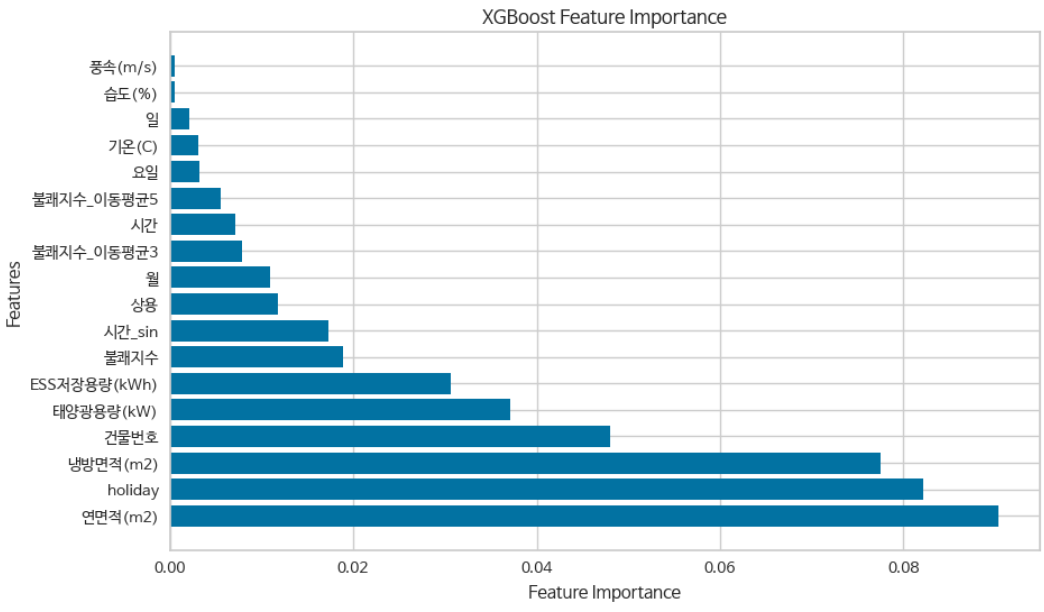 XGBoost Feature Importance
풍속(m/s)
습도(%)
일
기온(C)
요일
불쾌지수_이동평균5
시간
불쾌지수_이동평균3
월
상용
시간_sin
불쾌지수
ESS저장용량(kWh)
태양광용량(kW)
건물번호
냉방면적(m2)
holiday
연면적(m2)
Features
0.00 0.02 0.04 0.06 0.08
Feature Importance